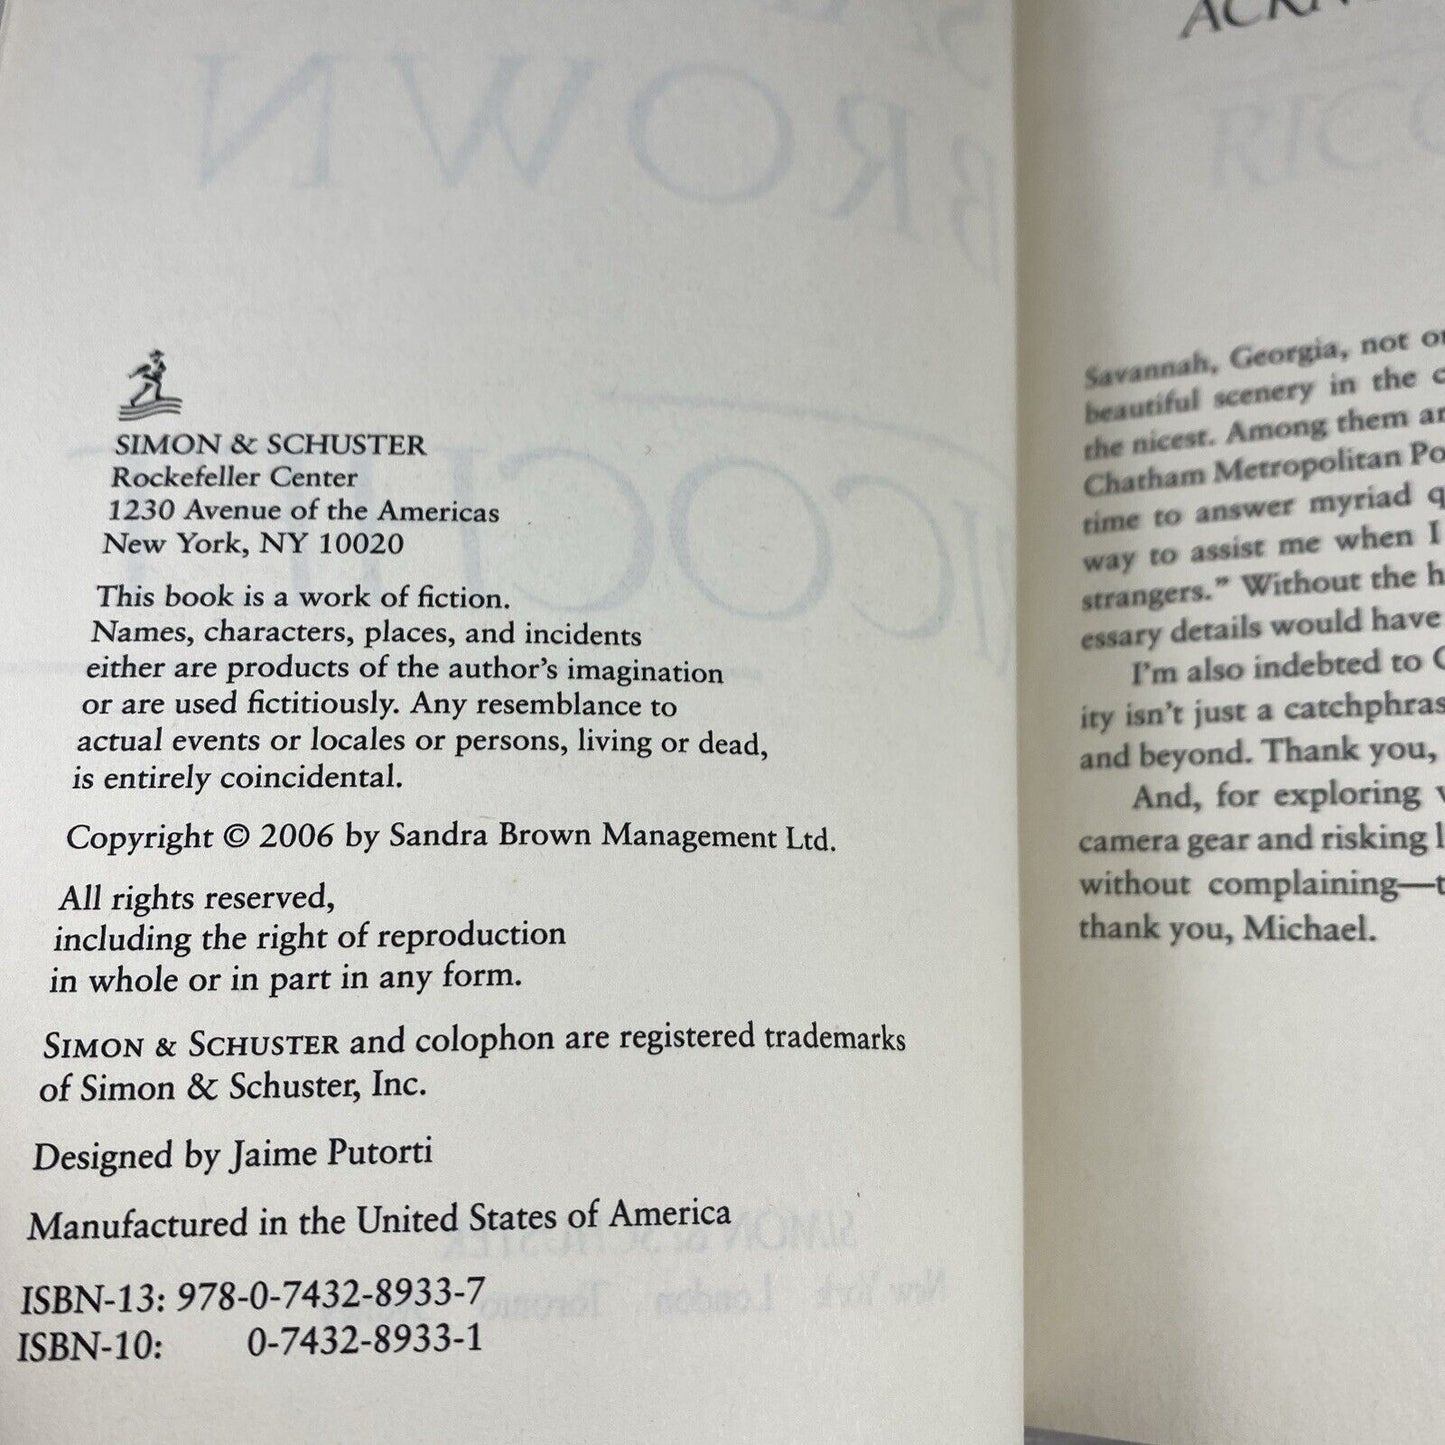 SIMON & SCHUSTER
Rockefeller Center
1230 Avenue of the Americas
New York, NY 10020
This book is a work of fiction.
Names, characters, places, and incidents
either are products of the author's imagination
or are used fictitiously. Any resemblance to
actual events or locales or persons, living or dead,
is entirely coincidental.
Copyright © 2006 by Sandra Brown Management Ltd.
All rights reserved,
including the right of reproduction
in whole or in part in any form.
SIMON & SCHUSTER and colophon are registered trademarks
of Simon & Schuster, Inc.
Designed by Jaime Putorti
Manufactured in the United States of America
ISBN-13: 978-0-7432-8933-7
ISBN-10: 0-7432-8933-1
Savannah, Georgia, not
beautiful scenery in the
the nicest. Among them
Chatham Metropolitan
time to answer myriad
way to assist me when I
strangers." Without the
essary details would have
I'm also indebted to
ity isn't just a
and beyond. Thank you,
And, for exploring
camera gear and risking
without complaining—
thank you, Michael.